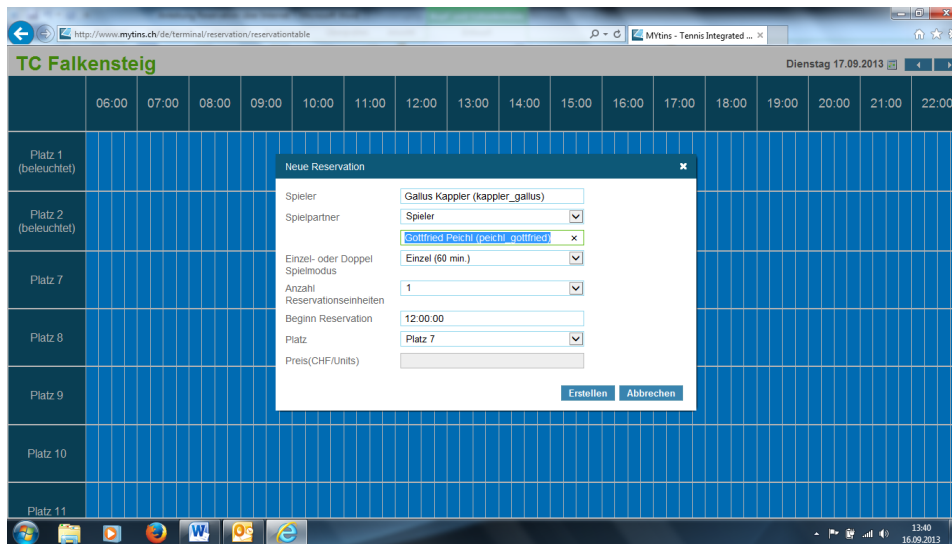 http://www.mytins.ch/de/terminal/reservation/reservationtable
MYtins - Tennis Integrated ...
TC Falkensteig
Dienstag 17.09.2013
06:00 07:00 08:00 09:00 10:00 11:00 12:00 13:00 14:00 15:00 16:00 17:00 18:00 19:00 20:00 21:00 22:00
Platz 1
(beleuchtet)
Platz 2
(beleuchtet)
Platz 7
Platz 8
Platz 9
Platz 10
Platz 11
Neue Reservation
Spieler Gallus Kappler (kappler_gallus)
Spielpartner Spieler
Gottfried Peichl (peichl_gottfried)
Einzel- oder Doppel Einzel (60 min.)
Spielmodus
Anzahl 1
Reservationseinheiten
Beginn Reservation 12:00:00
Platz Platz 7
Preis(CHF/Units)
Erstellen Abbrechen
13:40
16.09.2013